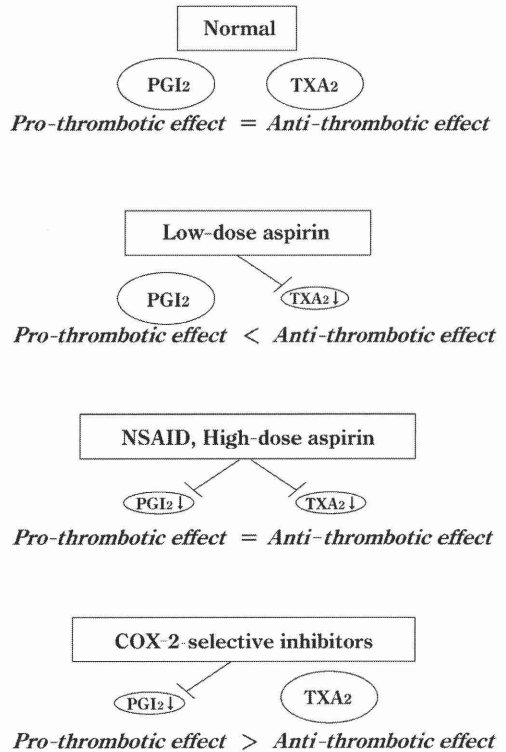 Normal
PGI2 TXA2
Pro-thrombotic effect = Anti-thrombotic effect
Low-dose aspirin
PGI2 TXA2↓
Pro-thrombotic effect < Anti-thrombotic effect
NSAID, High-dose aspirin
PGI2↓ TXA2↓
Pro-thrombotic effect = Anti-thrombotic effect
COX-2-selective inhibitors
PGI2↓ TXA2
Pro-thrombotic effect > Anti-thrombotic effect